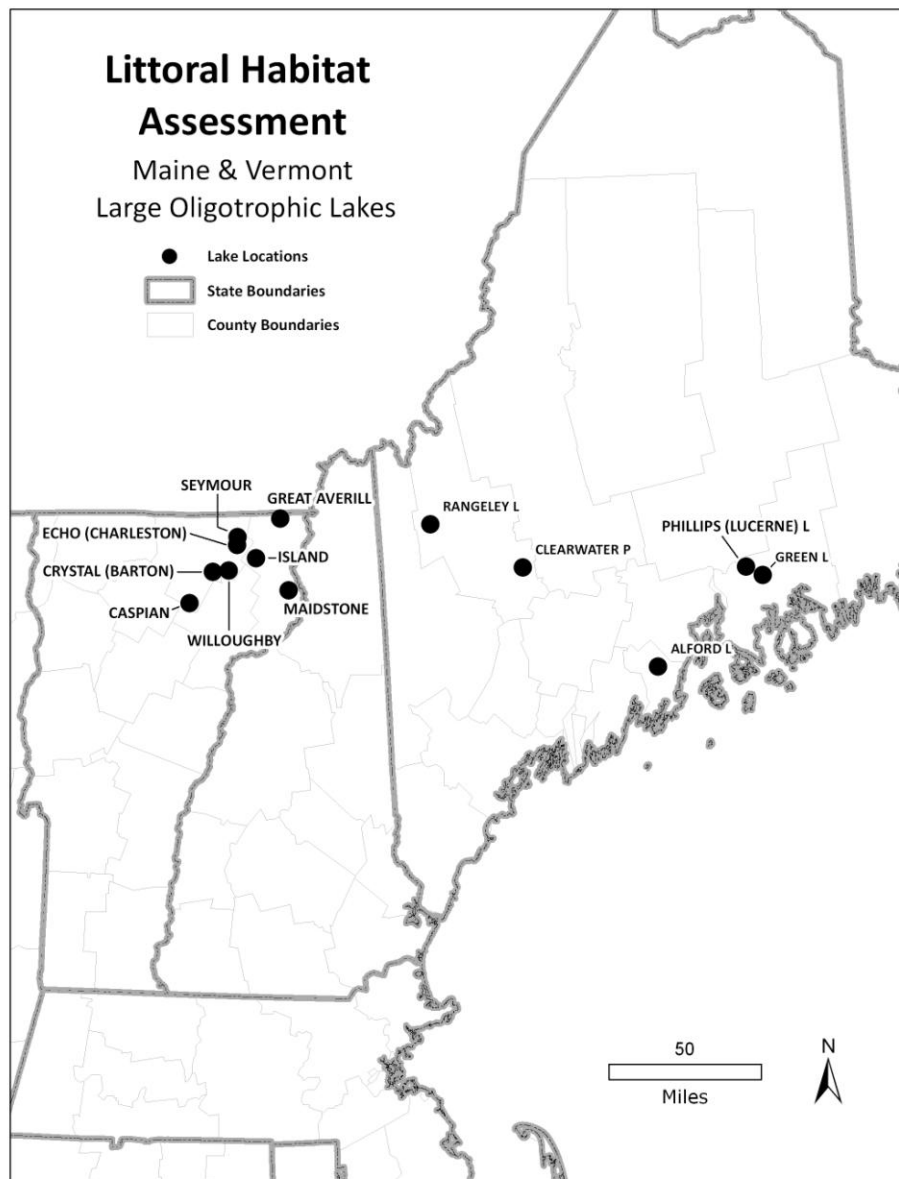 Littoral Habitat
Assessment
Maine & Vermont
Large Oligotrophic Lakes
Lake Locations
State Boundaries
County Boundaries
SEYMOUR
GREAT AVERILL
ECHO (CHARLESTON)
ISLAND
CRYSTAL (BARTON)
CASPIAN
MAIDSTONE
WILLOUGHBY
RANGELEY L
CLEARWATER P
PHILLIPS (LUCERNE) L
GREEN L
ALFORD L
50
Miles
N